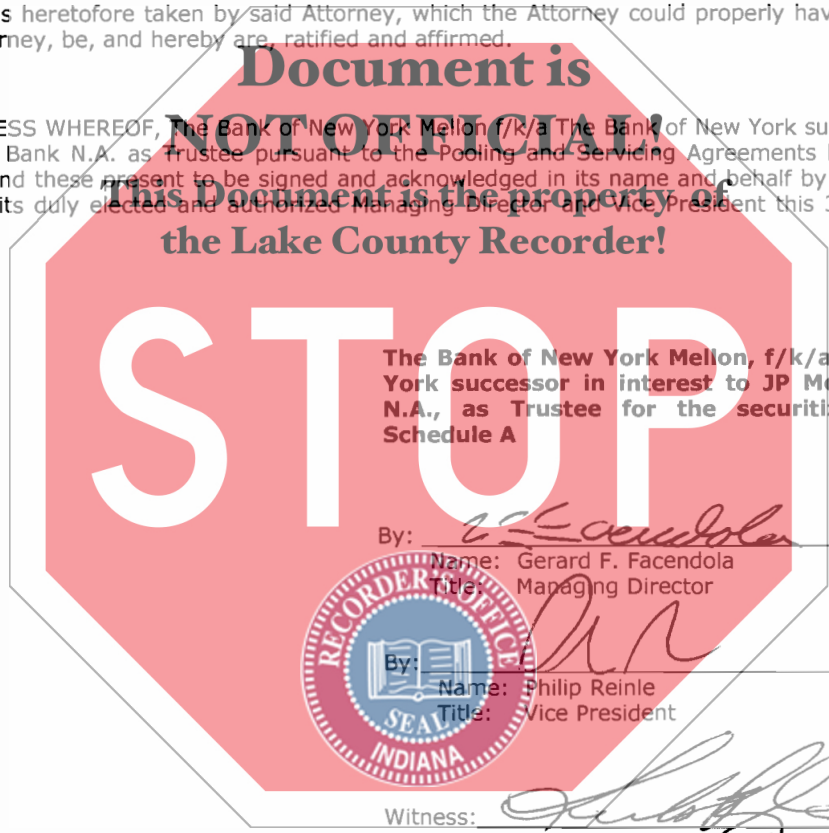 s heretofore taken by said Attorney, which the Attorney could properly hav
rney, be, and hereby are, ratified and affirmed.
Document is
NOT OFFICIAL!
ESS WHEREOF, The Bank of New York Mellon f/k/a The Bank of New York su
Bank N.A. as Trustee pursuant to the Pooling and Servicing Agreements
nd these present to be signed and acknowledged in its name and behalf by
its duly elected and authorized Managing Director and Vice President this 3
This Document is the property of
the Lake County Recorder!
STOP
The Bank of New York Mellon, f/k/a
York successor in interest to JP Mo
N.A., as Trustee for the securitiz
Schedule A
By:
Name: Gerard F. Facendola
Title: Managing Director
RECORDER'S OFFICE
SEAL
INDIANA
By:
Name: Philip Reinle
Title: Vice President
Witness: